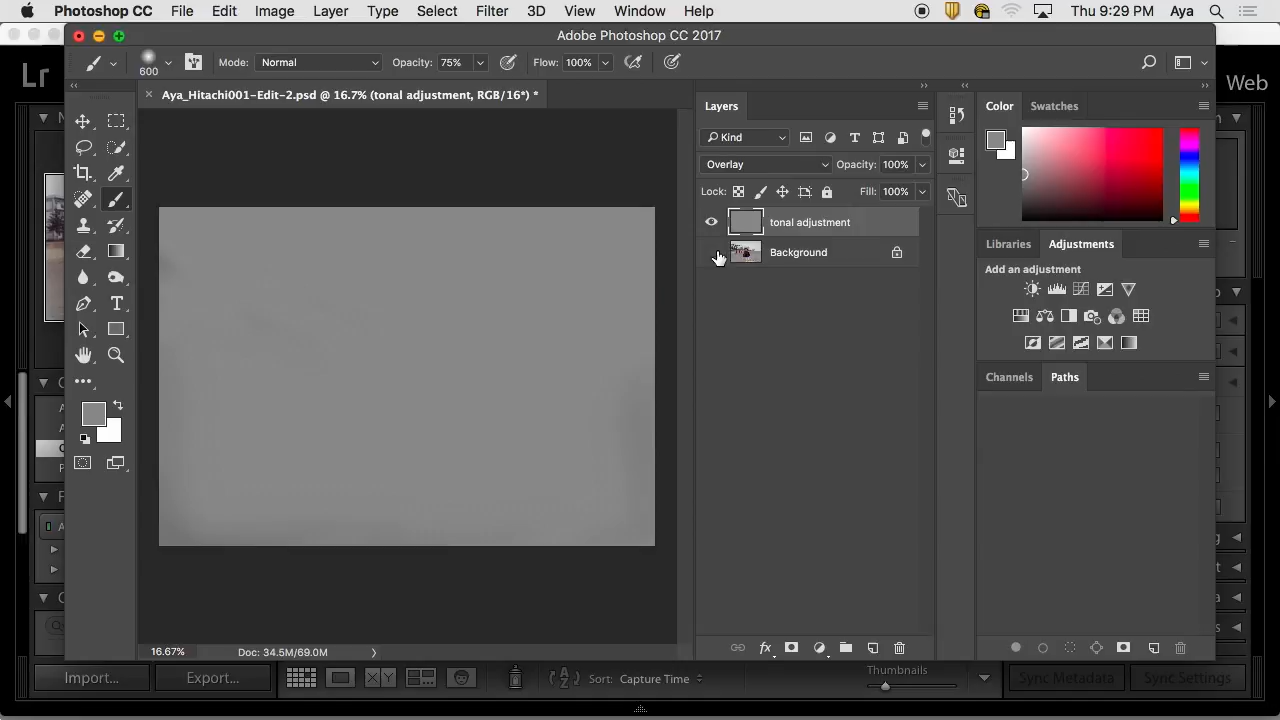 Photoshop CC File Edit Image Layer Type Select Filter 3D View Window Help Thu 9:29 PM Aya
Adobe Photoshop CC 2017
600 Mode: Normal Opacity: 75% Flow: 100%
Lr
Web
Aya_Hitachi001-Edit-2.psd @ 16.7% (tonal adjustment, RGB/16*) *
Layers
Color Swatches
Kind
Overlay Opacity: 100%
Lock: Fill: 100%
tonal adjustment
Background
Libraries Adjustments
Add an adjustment
Channels Paths
16.67% Doc: 34.5M/69.0M
Import... Export... Sort: Capture Time Thumbnails Sync Metadata Sync Settings